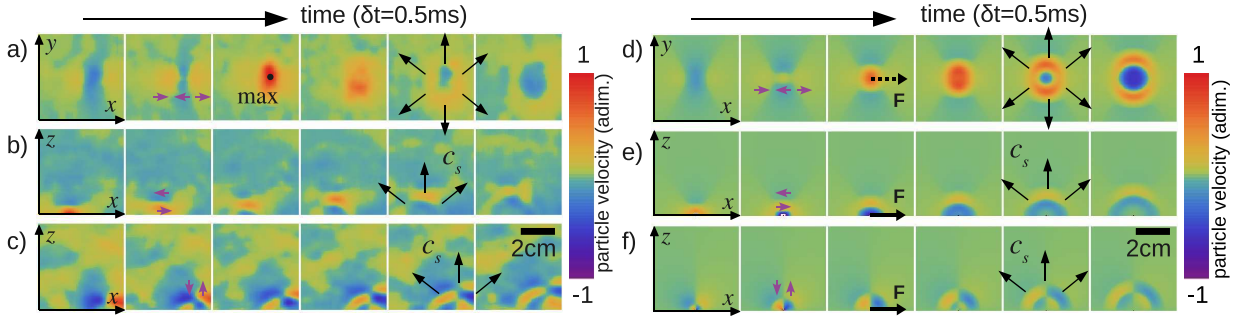 time (δt=0.5ms)
time (δt=0.5ms)
a) y x max
d) y x F
b) z x c_s
e) z x c_s F
c) z x c_s 2cm
f) z x c_s F 2cm
1
particle velocity (adim.)
-1
1
particle velocity (adim.)
-1